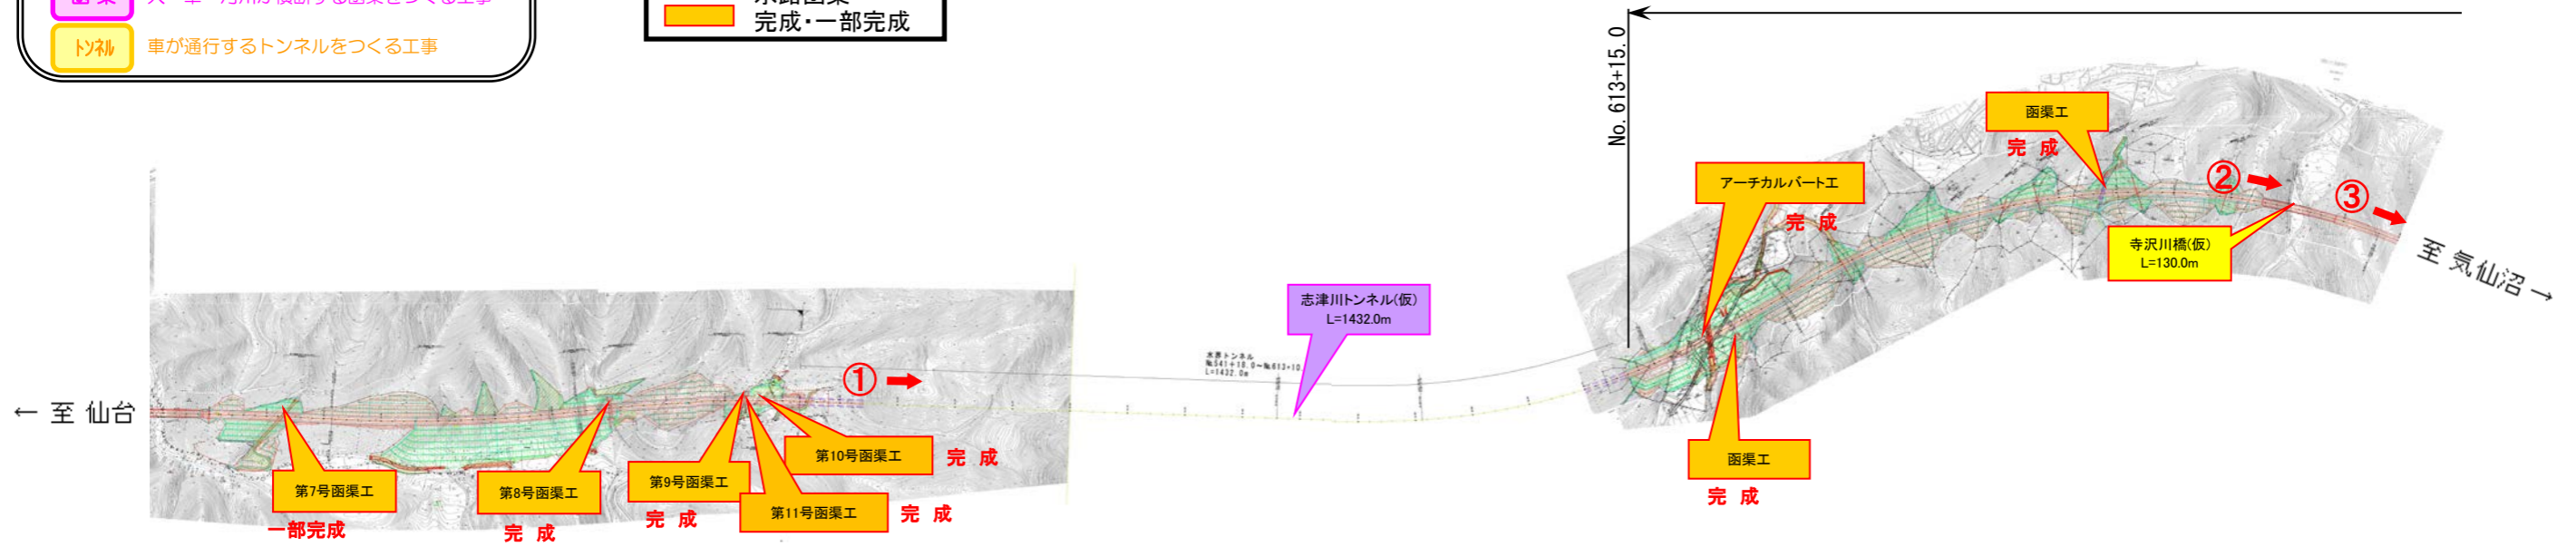 トンネル 車が通行するトンネルをつくる工事
完成・一部完成
No. 613+15.0
函渠工
完 成
アーチカルバート工
完 成
②
③
寺沢川橋(仮)
L=130.0m
至 気仙沼 →
志津川トンネル(仮)
L=1432.0m
L=1432.0m
①
← 至 仙台
第7号函渠工
一部完成
第8号函渠工
完 成
第9号函渠工
完 成
第10号函渠工
完 成
第11号函渠工
完 成
函渠工
完 成